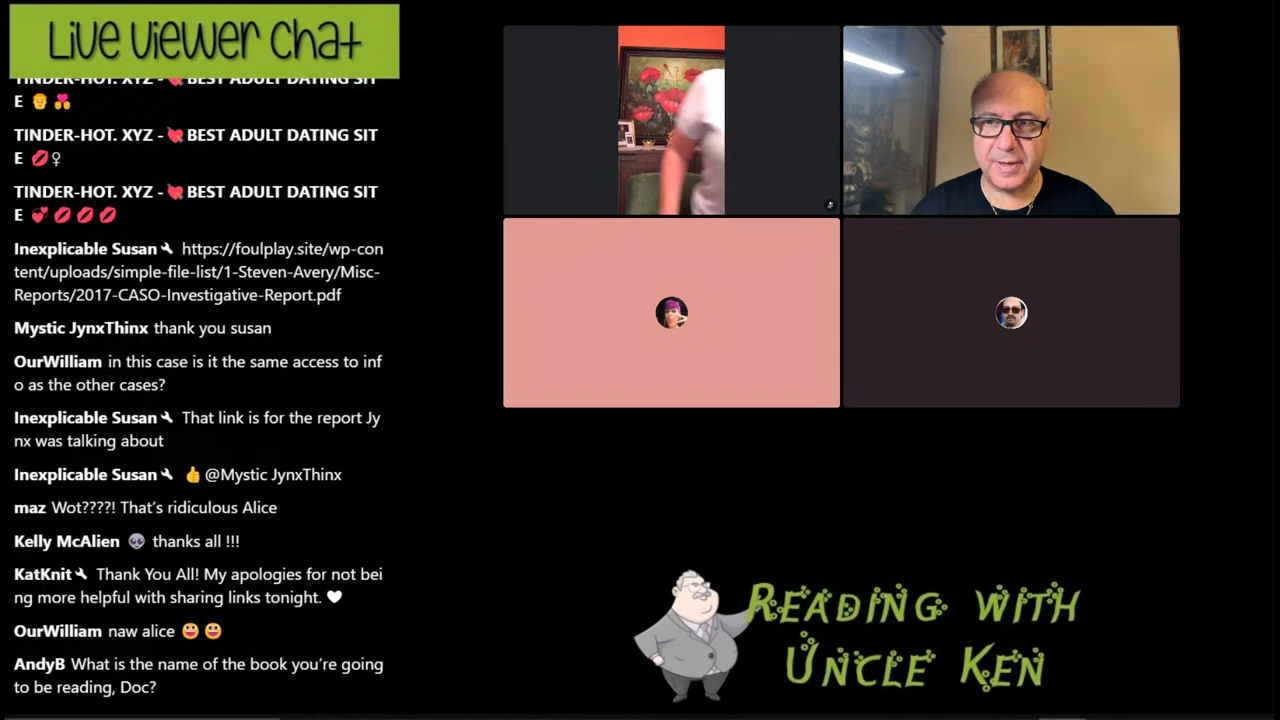 Live viewer chat
TINDER-HOT. XYZ - 💘 BEST ADULT DATING SIT
E 👴 💏
TINDER-HOT. XYZ - 💘 BEST ADULT DATING SIT
E 💋♀
TINDER-HOT. XYZ - 💘 BEST ADULT DATING SIT
E 💞 💋 💋 💋
Inexplicable Susan🔧 https://foulplay.site/wp-con
tent/uploads/simple-file-list/1-Steven-Avery/Misc-
Reports/2017-CASO-Investigative-Report.pdf
Mystic JynxThinx thank you susan
OurWilliam in this case is it the same access to inf
o as the other cases?
Inexplicable Susan🔧 That link is for the report Jy
nx was talking about
Inexplicable Susan🔧 👍 @Mystic JynxThinx
maz Wot????! That’s ridiculous Alice
Kelly McAlien 👽 thanks all !!!
KatKnit🔧 Thank You All! My apologies for not bei
ng more helpful with sharing links tonight. 🤍
OurWilliam naw alice 😀 😀
AndyB What is the name of the book you’re going
to be reading, Doc?
Reading with
Uncle Ken